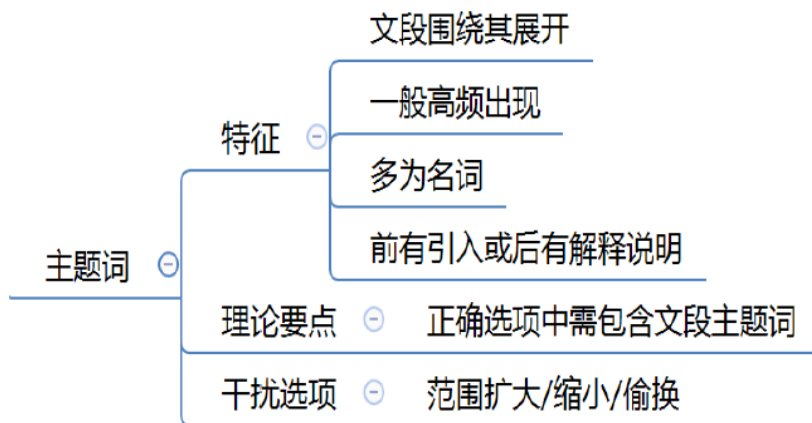 文段围绕其展开
一般高频出现
特征
多为名词
前有引入或后有解释说明
主题词
理论要点 正确选项中需包含文段主题词
干扰选项 范围扩大/缩小/偷换